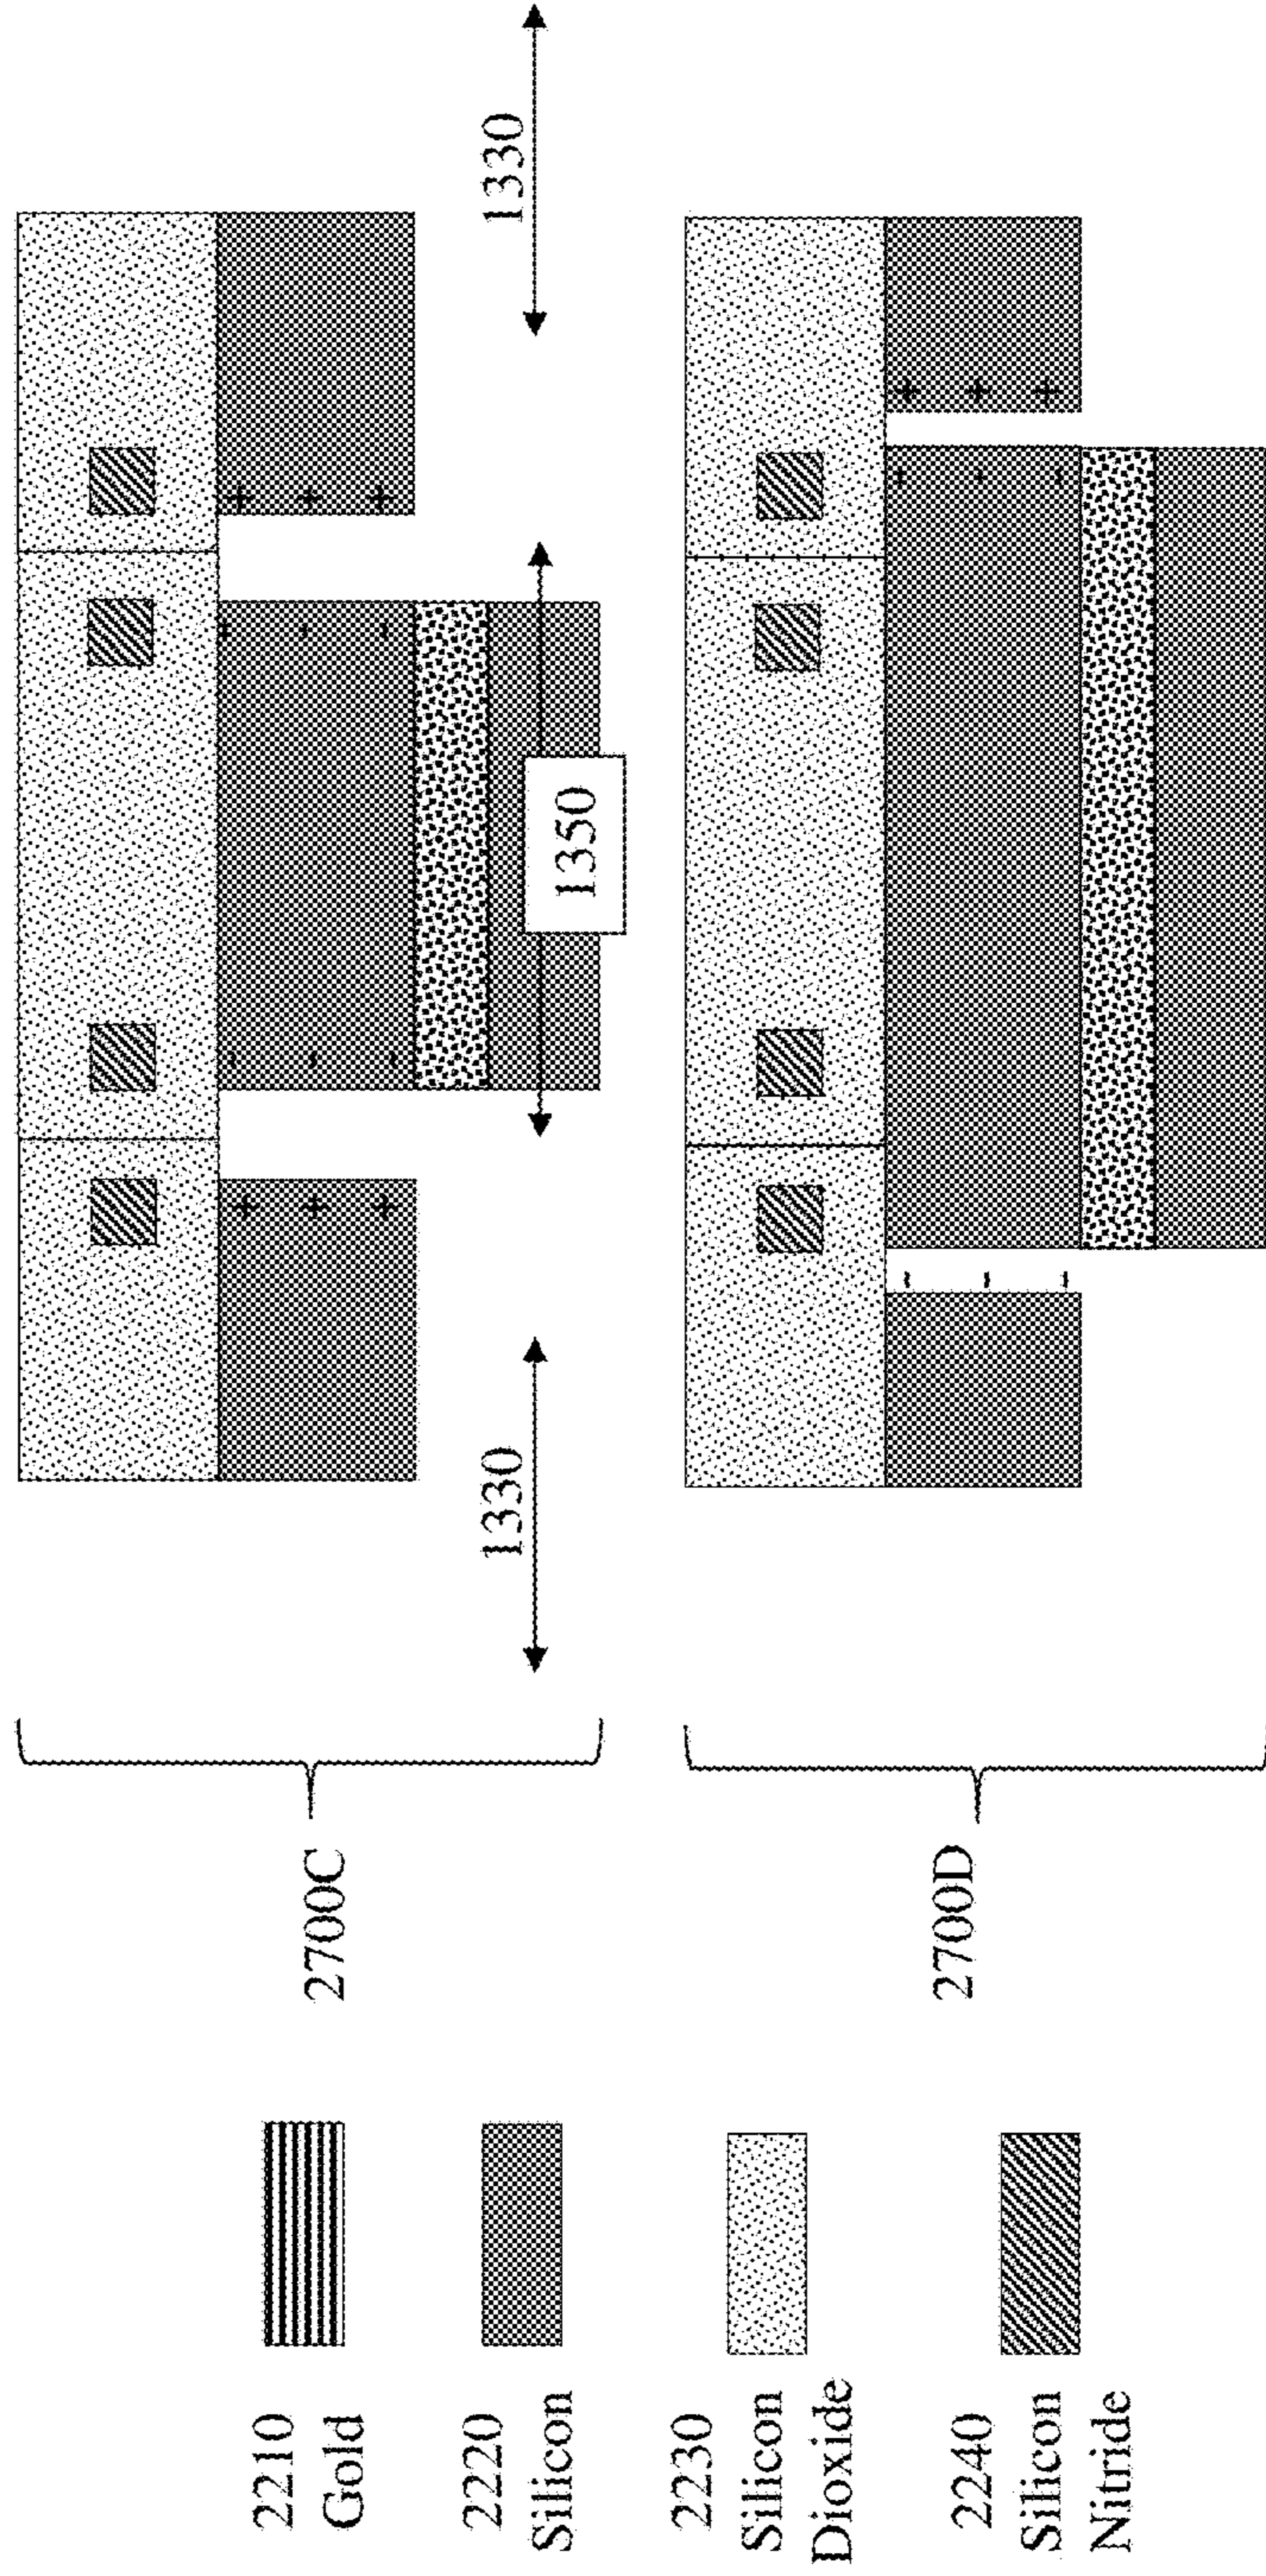 2210
Gold
2220
Silicon
2230
Silicon
Dioxide
2240
Silicon
Nitride
2700C
2700D
1330
1350
1330